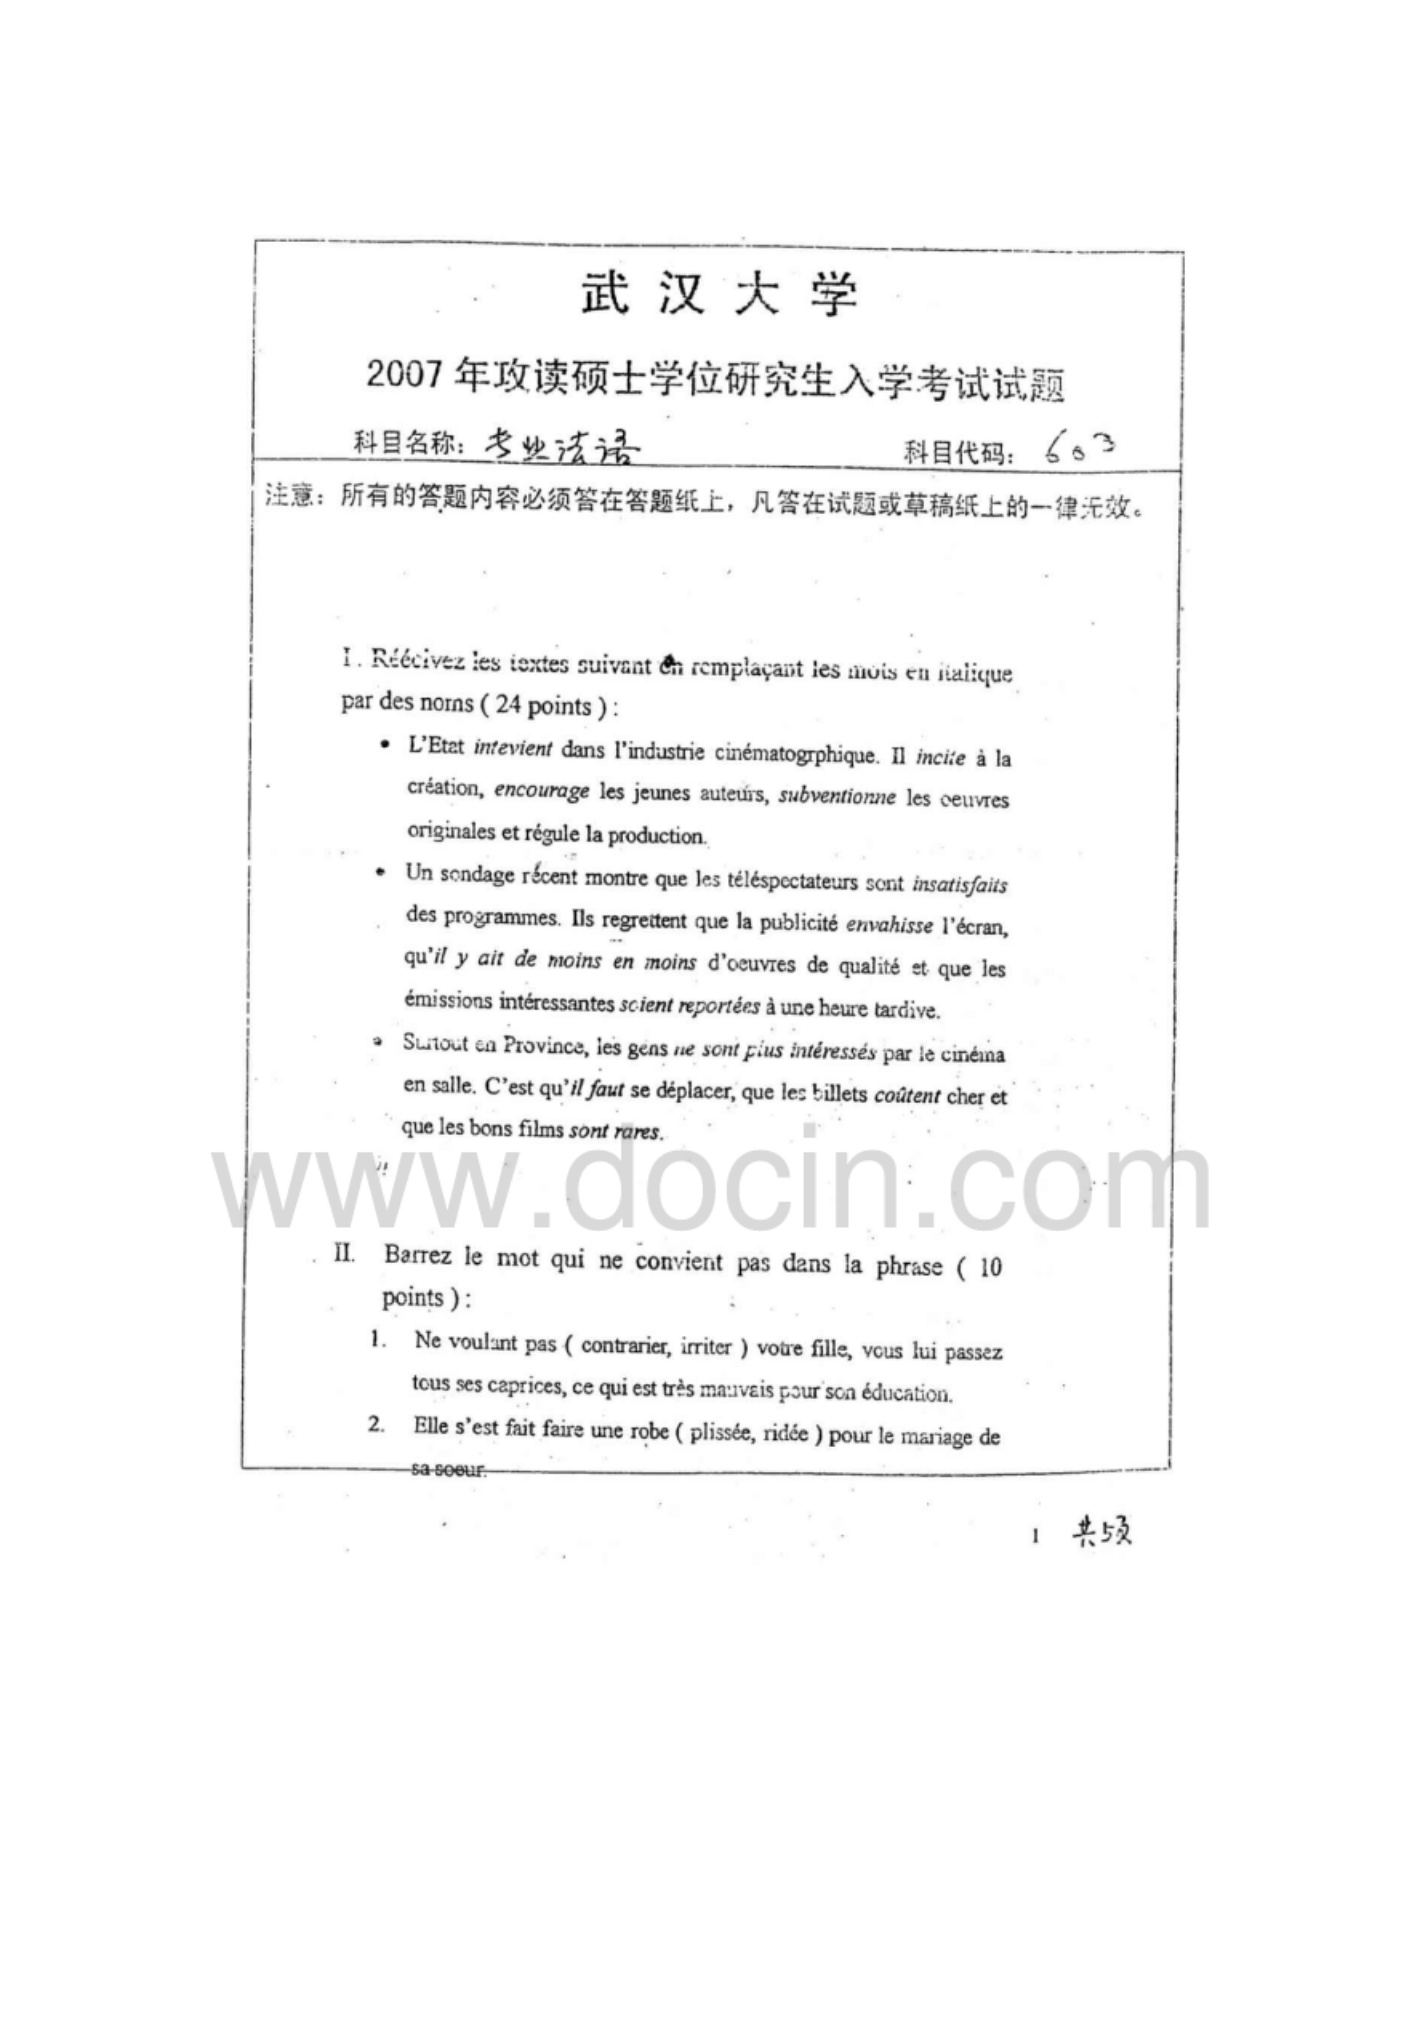 武汉大学
2007 年攻读硕士学位研究生入学考试试题
科目名称：专业法语 科目代码：603
注意：所有的答题内容必须答在答题纸上，凡答在试题或草稿纸上的一律无效。
I . Réécivez les textes suivant en remplaçant les mots en italique
par des noms ( 24 points ) :
• L'Etat intevient dans l'industrie cinématogrphique. Il incite à la
création, encourage les jeunes auteurs, subventionne les oeuvres
originales et régule la production.
• Un sondage récent montre que les téléspectateurs sont insatisfaits
des programmes. Ils regrettent que la publicité envahisse l'écran,
qu'il y ait de moins en moins d'oeuvres de qualité et que les
émissions intéressantes soient reportées à une heure tardive.
• Surtout en Province, les gens ne sont plus intéressés par le cinéma
en salle. C'est qu'il faut se déplacer, que les billets coûtent cher et
que les bons films sont rares.
www.docin.com
II. Barrez le mot qui ne convient pas dans la phrase ( 10
points ) :
1. Ne voulant pas ( contrarier, irriter ) votre fille, vous lui passez
tous ses caprices, ce qui est très mauvais pour son éducation.
2. Elle s'est fait faire une robe ( plissée, ridée ) pour le mariage de
sa soeur.
1 共5页